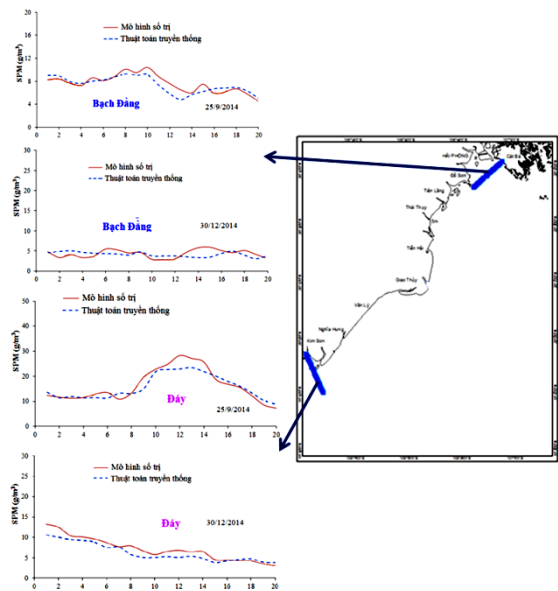 SPM (g/m³)
20
16
12
8
4
0
Mô hình số trị
Thuật toán truyền thống
Bạch Đằng
25/9/2014
0 2 4 6 8 10 12 14 16 18 20
SPM (g/m³)
30
25
20
15
10
5
0
Mô hình số trị
Thuật toán truyền thống
Bạch Đằng
30/12/2014
0 2 4 6 8 10 12 14 16 18 20
SPM (g/m³)
50
40
30
20
10
0
Mô hình số trị
Thuật toán truyền thống
Đáy
25/9/2014
0 2 4 6 8 10 12 14 16 18 20
SPM (g/m³)
30
25
20
15
10
5
0
Mô hình số trị
Thuật toán truyền thống
Đáy
30/12/2014
0 2 4 6 8 10 12 14 16 18 20
Cát Bà
Đồ Sơn
Tiên Lãng
Thái Thụy
Tiền Hải
Giao Thủy
Văn Lý
Nghĩa Hưng
Kim Sơn